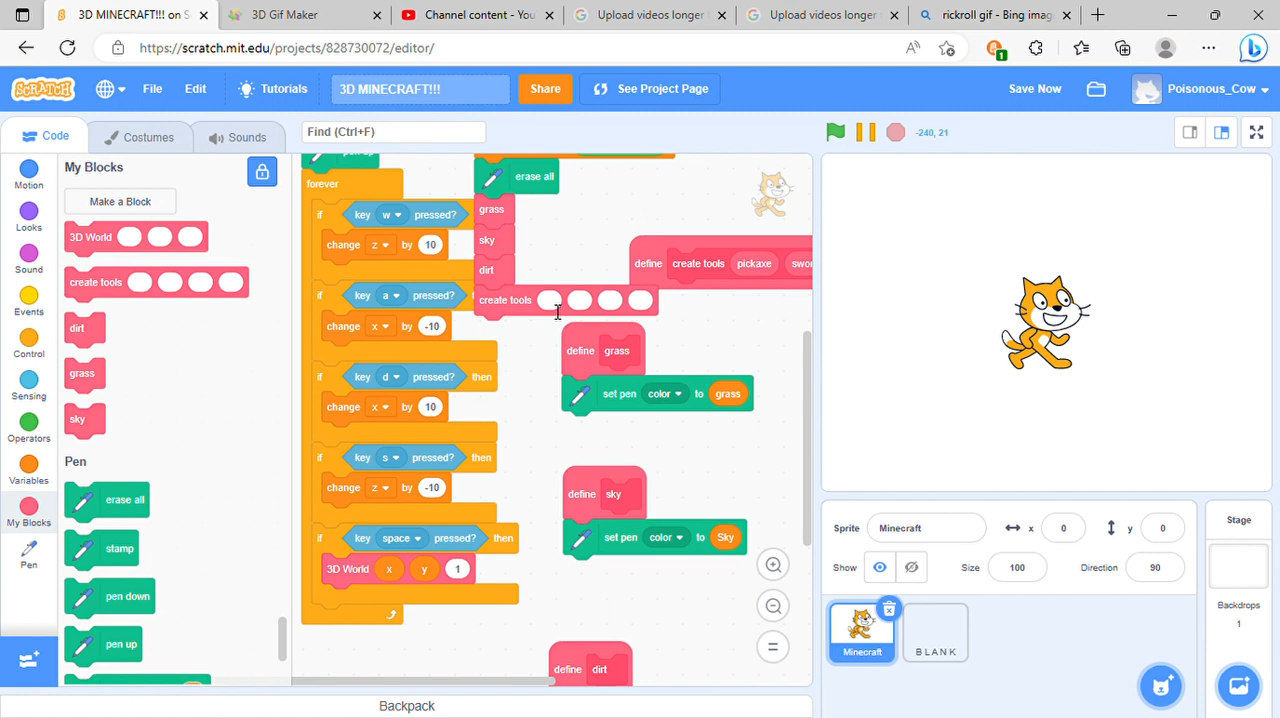 3D MINECRAFT!!! on S
3D Gif Maker
Channel content - You
Upload videos longer
Upload videos longer
rickroll gif - Bing imag
https://scratch.mit.edu/projects/828730072/editor/
1
SCRATCH
File
Edit
Tutorials
3D MINECRAFT!!!
Share
See Project Page
Save Now
Poisonous_Cow
Code
Costumes
Sounds
Find (Ctrl+F)
-240, 21
Motion
Looks
Sound
Events
Control
Sensing
Operators
Variables
My Blocks
Pen
My Blocks
Make a Block
3D World
create tools
dirt
grass
sky
Pen
erase all
stamp
pen down
pen up
forever
if key w pressed?
change z by 10
if key a pressed?
change x by -10
if key d pressed? then
change x by 10
if key s pressed? then
change z by -10
if key space pressed? then
3D World x y 1
erase all
grass
sky
dirt
create tools
define create tools pickaxe swor
define grass
set pen color to grass
define sky
set pen color to Sky
define dirt
Sprite
Minecraft
x
0
y
0
Show
Size
100
Direction
90
Minecraft
BLANK
Stage
Backdrops
1
Backpack